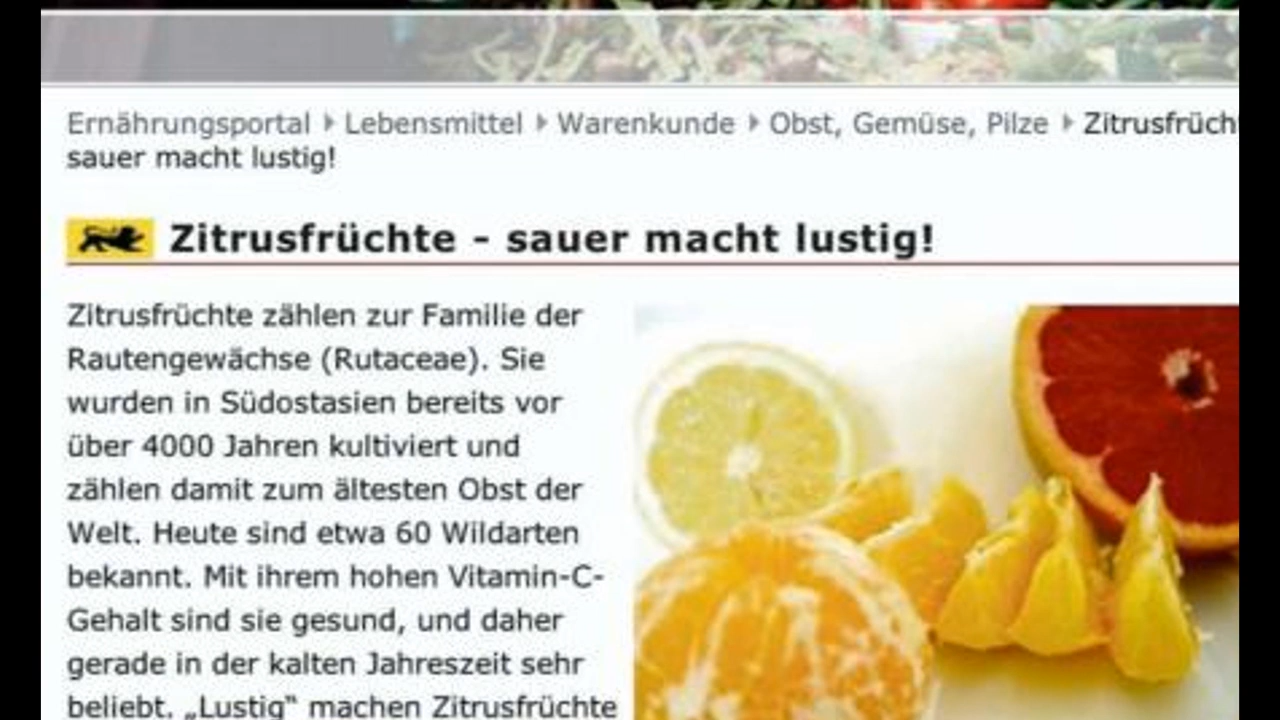 Ernährungsportal Lebensmittel Warenkunde Obst, Gemüse, Pilze
sauer macht lustig!
Zitrusfrüchte - sauer macht lustig!
Zitrusfrüchte zählen zur Familie der
Rautengewächse (Rutaceae). Sie
wurden in Südostasien bereits vor
über 4000 Jahren kultiviert und
zählen damit zum ältesten Obst der
Welt. Heute sind etwa 60 Wildarten
bekannt. Mit ihrem hohen Vitamin-C-
Gehalt sind sie gesund, und daher
gerade in der kalten Jahreszeit sehr
beliebt. „Lustig“ machen Zitrusfrüchte